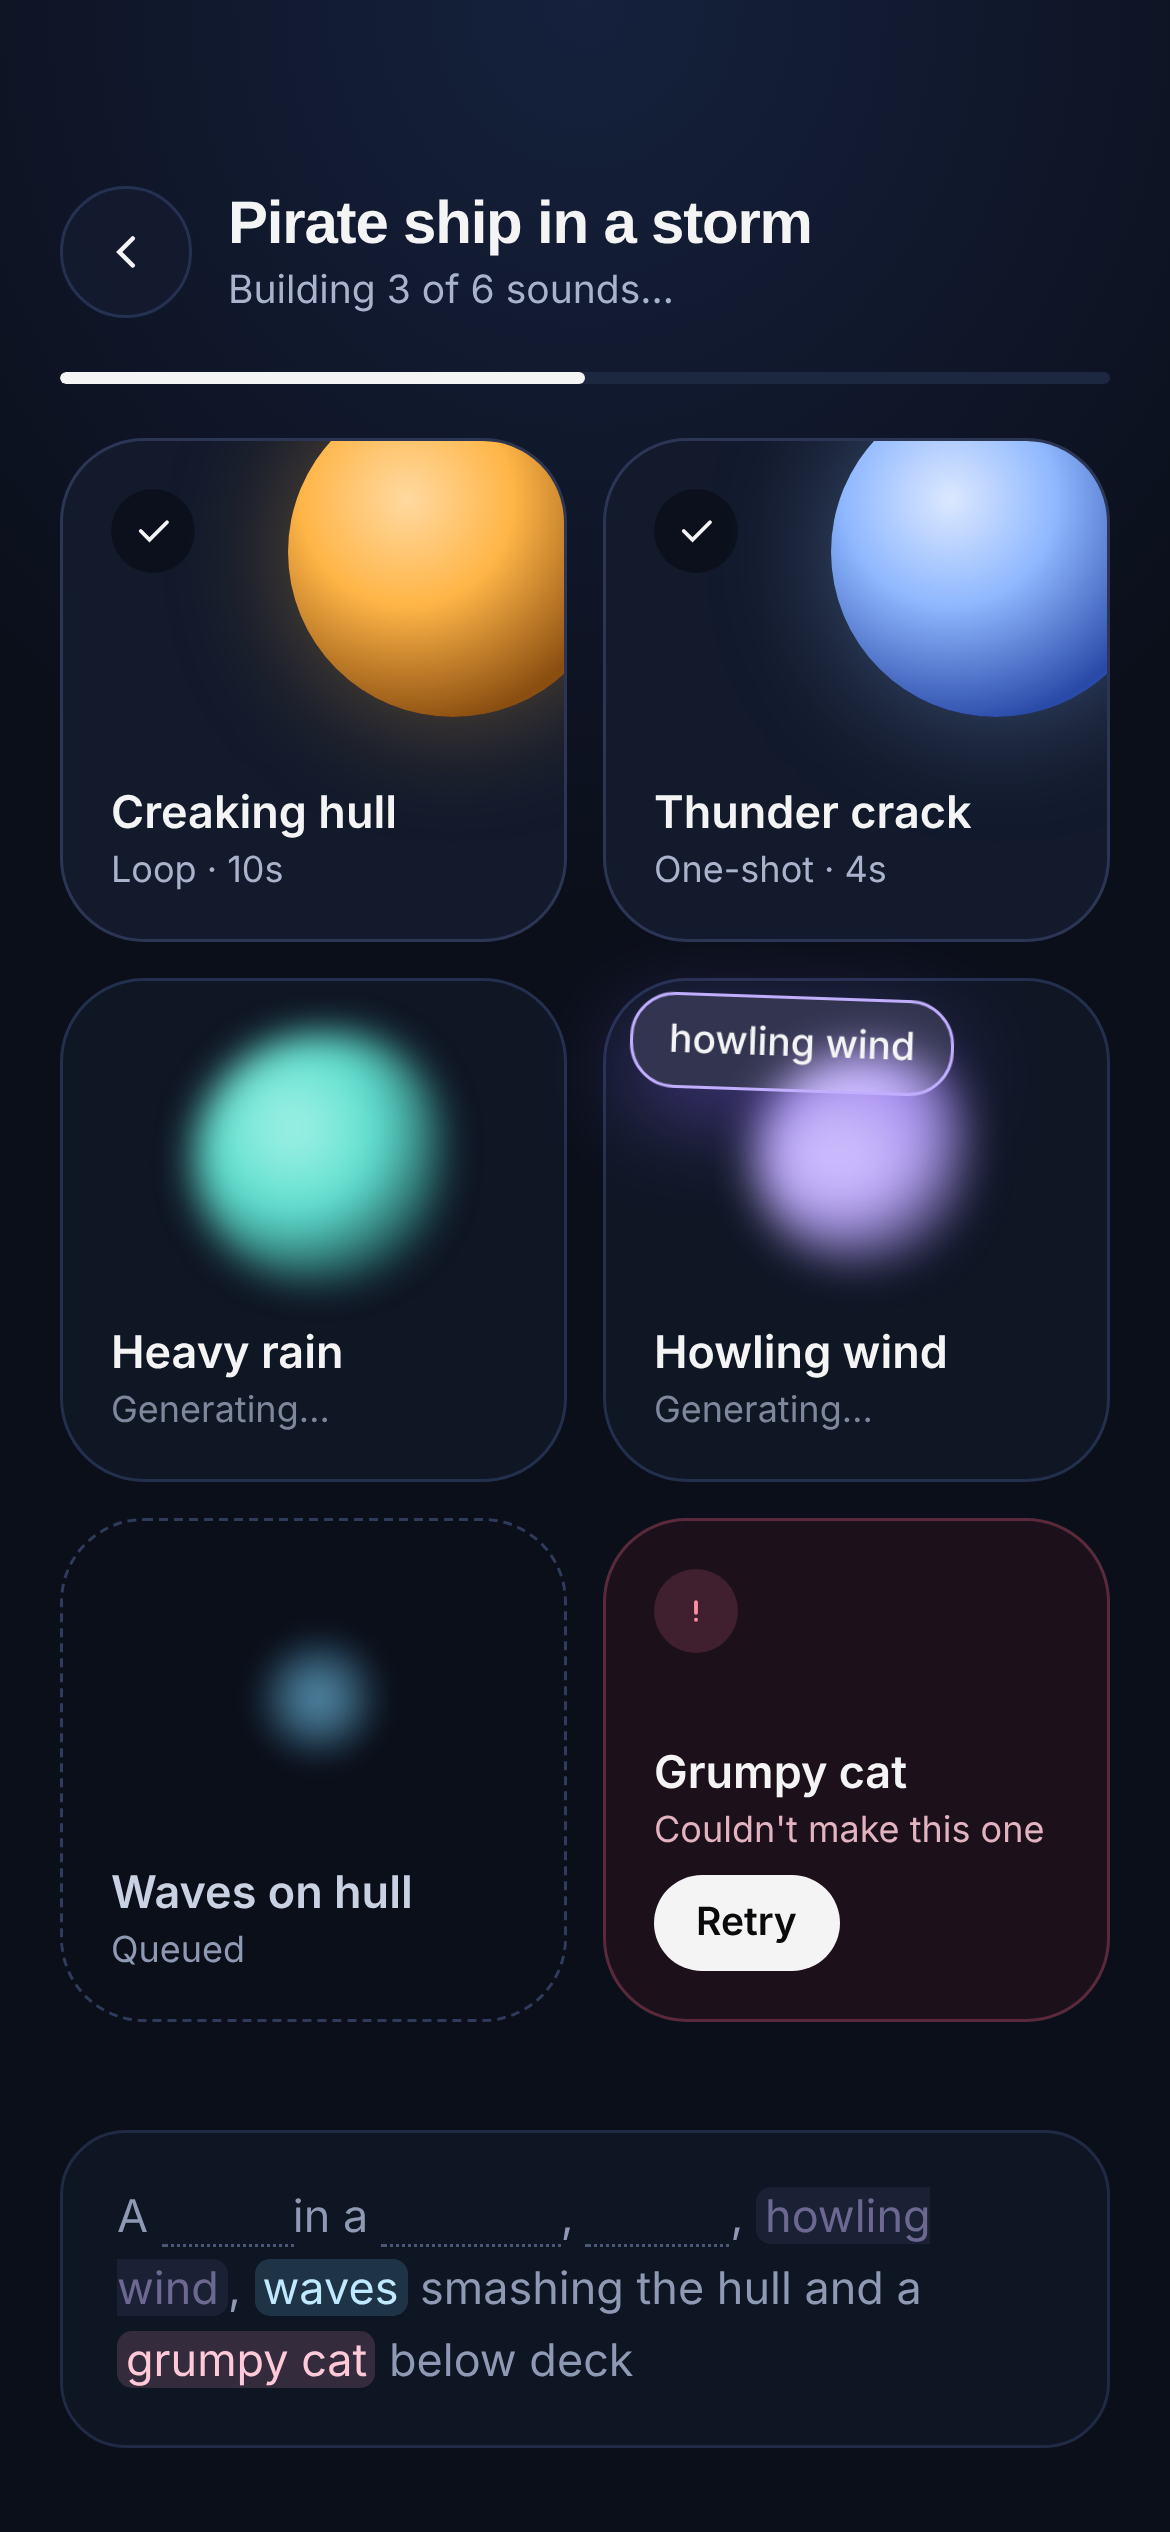 Pirate ship in a storm
Building 3 of 6 sounds...
Creaking hull
Loop · 10s
Thunder crack
One-shot · 4s
howling wind
Heavy rain
Generating...
Howling wind
Generating...
Waves on hull
Queued
!
Grumpy cat
Couldn't make this one
Retry
A in a , , howling
wind, waves smashing the hull and a
grumpy cat below deck